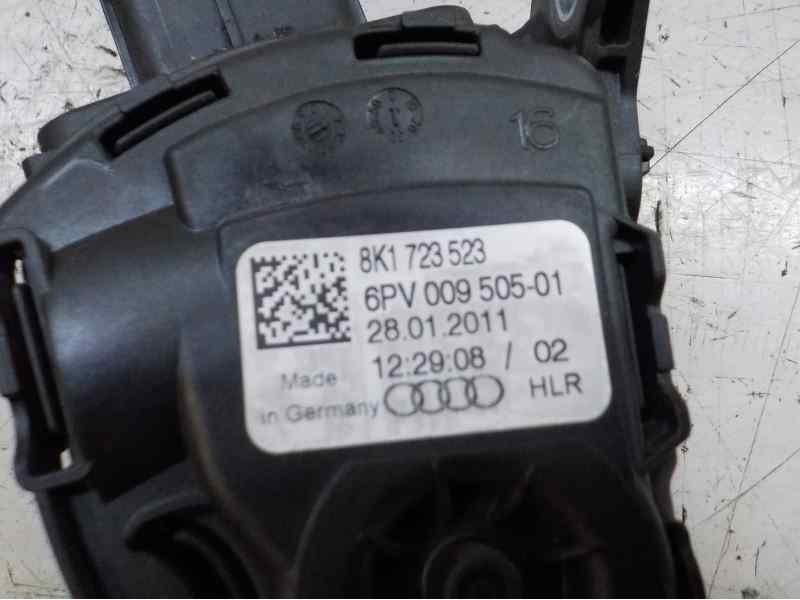 16
8K1 723 523
6PV 009 505-01
28.01.2011
12:29:08 / 02
Made
in Germany
HLR